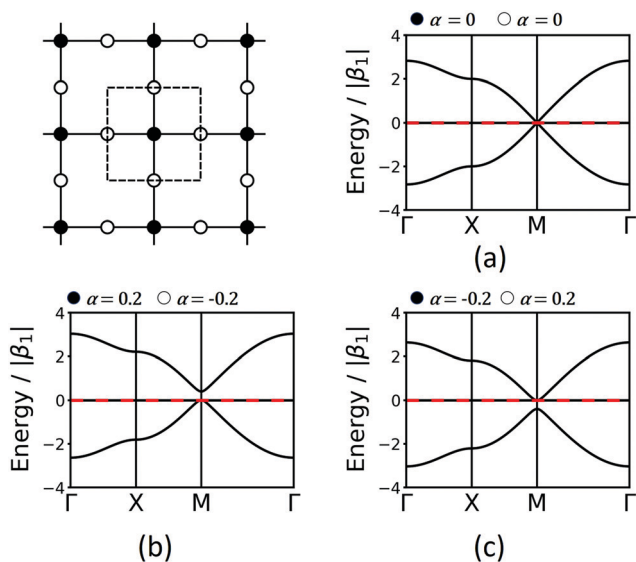 ● α = 0 ○ α = 0
Energy / |β₁|
4
2
0
−2
−4
Γ X M Γ
(a)
● α = 0.2 ○ α = -0.2
Energy / |β₁|
4
2
0
−2
−4
Γ X M Γ
(b)
● α = -0.2 ○ α = 0.2
Energy / |β₁|
4
2
0
−2
−4
Γ X M Γ
(c)